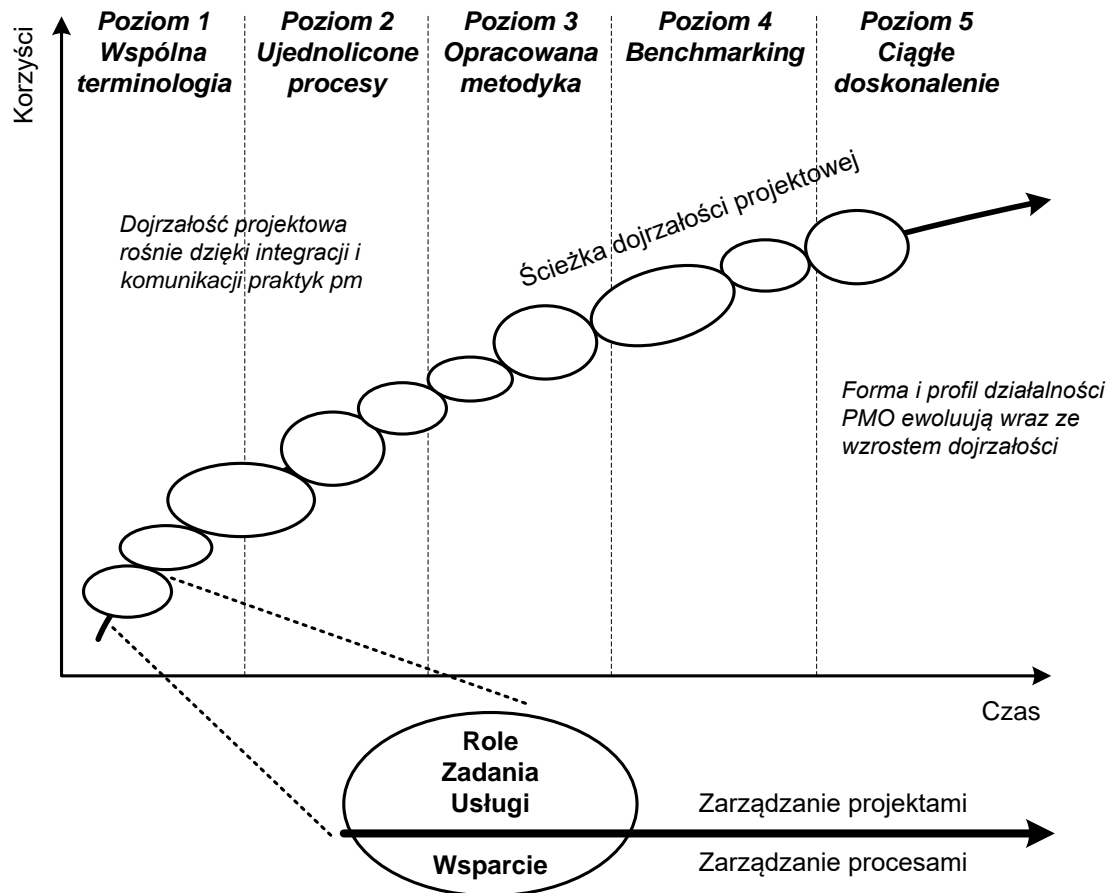 Korzyści
Poziom 1
Wspólna
terminologia
Poziom 2
Ujednolicone
procesy
Poziom 3
Opracowana
metodyka
Poziom 4
Benchmarking
Poziom 5
Ciągłe
doskonalenie
Dojrzałość projektowa
rośnie dzięki integracji i
komunikacji praktyk pm
Ścieżka dojrzałości projektowej
Forma i profil działalności
PMO ewoluują wraz ze
wzrostem dojrzałości
Czas
Role
Zadania
Usługi
Wsparcie
Zarządzanie projektami
Zarządzanie procesami